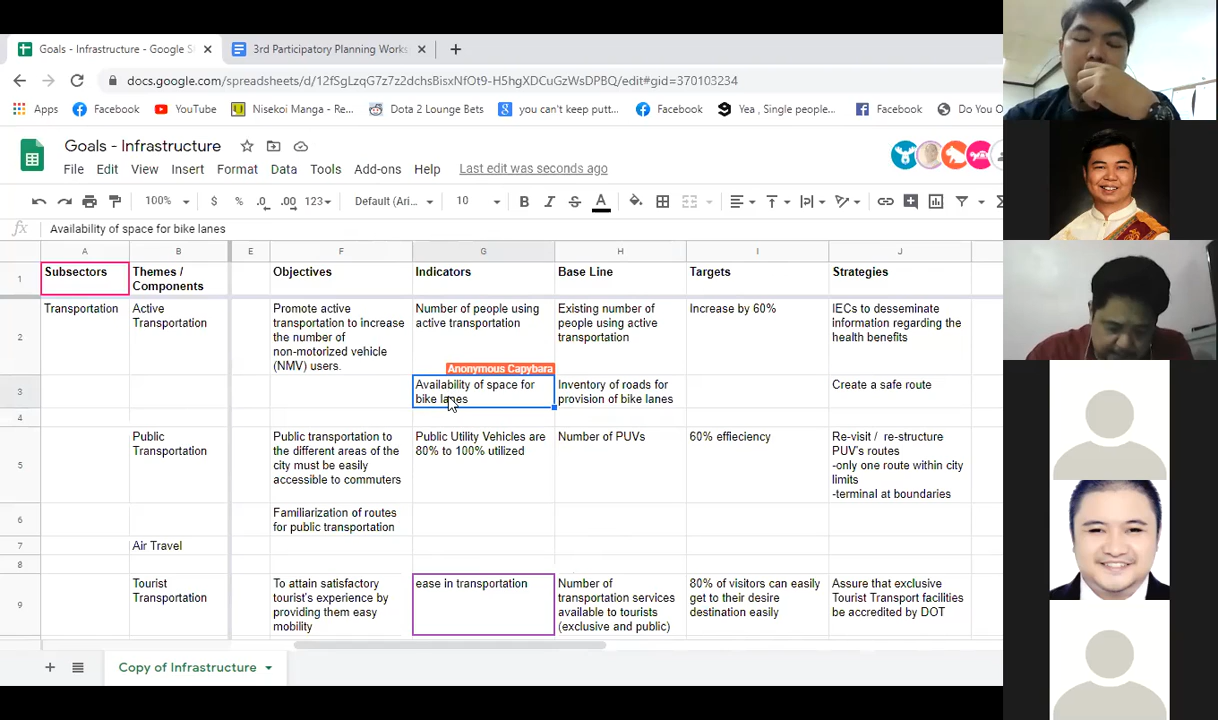 Goals - Infrastructure - Google S
3rd Participatory Planning Works
docs.google.com/spreadsheets/d/12fSgLzqG7z7z2dchsBisxNfOt9-H5hgXDCuGzWsDPBQ/edit#gid=370103234
Apps
Facebook
YouTube
Nisekoi Manga - Re...
Dota 2 Lounge Bets
you can't keep putt...
Facebook
Yea , Single people...
Facebook
Do You O
Goals - Infrastructure
File Edit View Insert Format Data Tools Add-ons Help Last edit was seconds ago
100% $ % .0 .00 123 Default (Ari... 10 B I S A
fx Availability of space for bike lanes
A B E F G H I J
1
Subsectors
Themes /
Components
Objectives
Indicators
Base Line
Targets
Strategies
2
Transportation
Active
Transportation
Promote active
transportation to increase
the number of
non-motorized vehicle
(NMV) users.
Number of people using
active transportation
Existing number of
people using active
transportation
Increase by 60%
IECs to desseminate
information regarding the
health benefits
Anonymous Capybara
3
Availability of space for
bike lanes
Inventory of roads for
provision of bike lanes
Create a safe route
4
5
Public
Transportation
Public transportation to
the different areas of the
city must be easily
accessible to commuters
Public Utility Vehicles are
80% to 100% utilized
Number of PUVs
60% effieciency
Re-visit / re-structure
PUV's routes
-only one route within city
limits
-terminal at boundaries
6
Familiarization of routes
for public transportation
7
Air Travel
8
9
Tourist
Transportation
To attain satisfactory
tourist's experience by
providing them easy
mobility
ease in transportation
Number of
transportation services
available to tourists
(exclusive and public)
80% of visitors can easily
get to their desire
destination easily
Assure that exclusive
Tourist Transport facilities
be accredited by DOT
Copy of Infrastructure